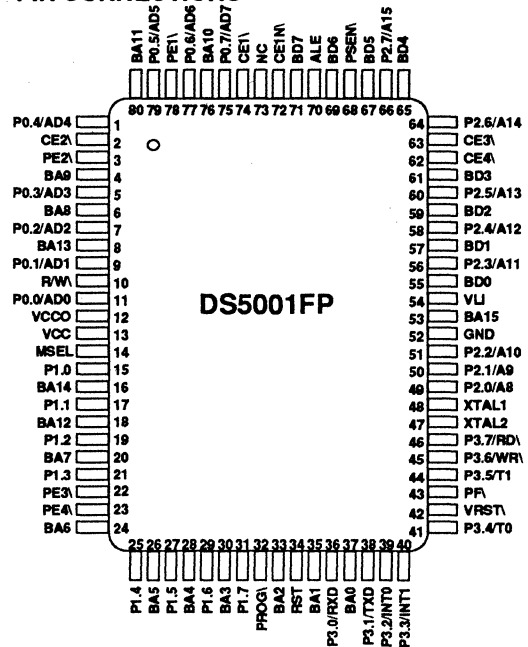 BA11
P0.5/AD5
PE1\
P0.6/AD6
BA10
P0.7/AD7
CE1\
NC
CE1N\
BD7
ALE
BD6
PSEN\
BD5
P2.7/A15
BD4
80 79 78 77 76 75 74 73 72 71 70 69 68 67 66 65
P0.4/AD4 1
CE2\ 2
PE2\ 3
BA9 4
P0.3/AD3 5
BA8 6
P0.2/AD2 7
BA13 8
P0.1/AD1 9
R/W\ 10
P0.0/AD0 11
VCCO 12
VCC 13
MSEL 14
P1.0 15
BA14 16
P1.1 17
BA12 18
P1.2 19
BA7 20
P1.3 21
PE3\ 22
PE4\ 23
BA6 24
DS5001FP
64 P2.6/A14
63 CE3\
62 CE4\
61 BD3
60 P2.5/A13
59 BD2
58 P2.4/A12
57 BD1
56 P2.3/A11
55 BD0
54 VLI
53 BA15
52 GND
51 P2.2/A10
50 P2.1/A9
49 P2.0/A8
48 XTAL1
47 XTAL2
46 P3.7/RD\
45 P3.6/WR\
44 P3.5/T1
43 PF\
42 VRST\
41 P3.4/T0
25 26 27 28 29 30 31 32 33 34 35 36 37 38 39 40
P1.4
BA5
P1.5
BA4
P1.6
BA3
P1.7
PROG\
BA2
RST
BA1
P3.0/RXD
BA0
P3.1/TXD
P3.2/INT0
P3.3/INT1